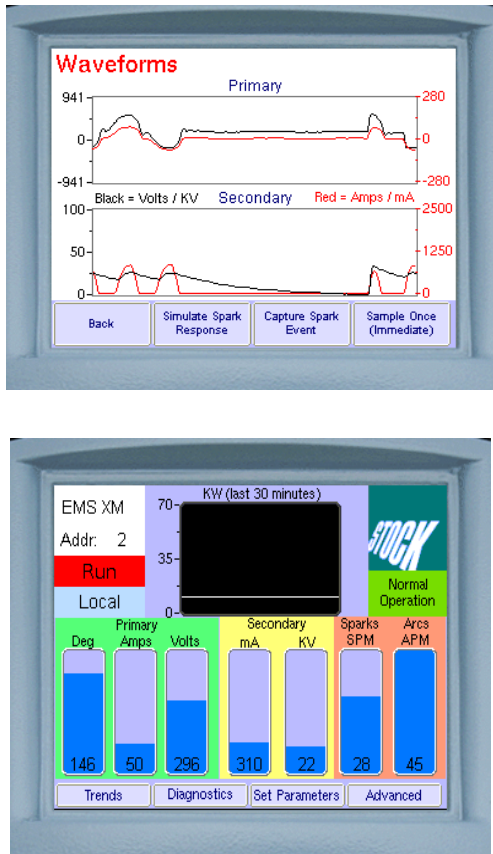 Waveforms
Primary
941 280
0 0
-941 -280
Black = Volts / KV Secondary Red = Amps / mA
100 2500
50 1250
0 0
Back Simulate Spark Response Capture Spark Event Sample Once (Immediate)
EMS XM
Addr: 2
Run
Local
KW (last 30 minutes)
70
35
0
STOCK
Normal
Operation
Primary Secondary Sparks Arcs
Deg Amps Volts mA KV SPM APM
146 50 296 310 22 28 45
Trends Diagnostics Set Parameters Advanced